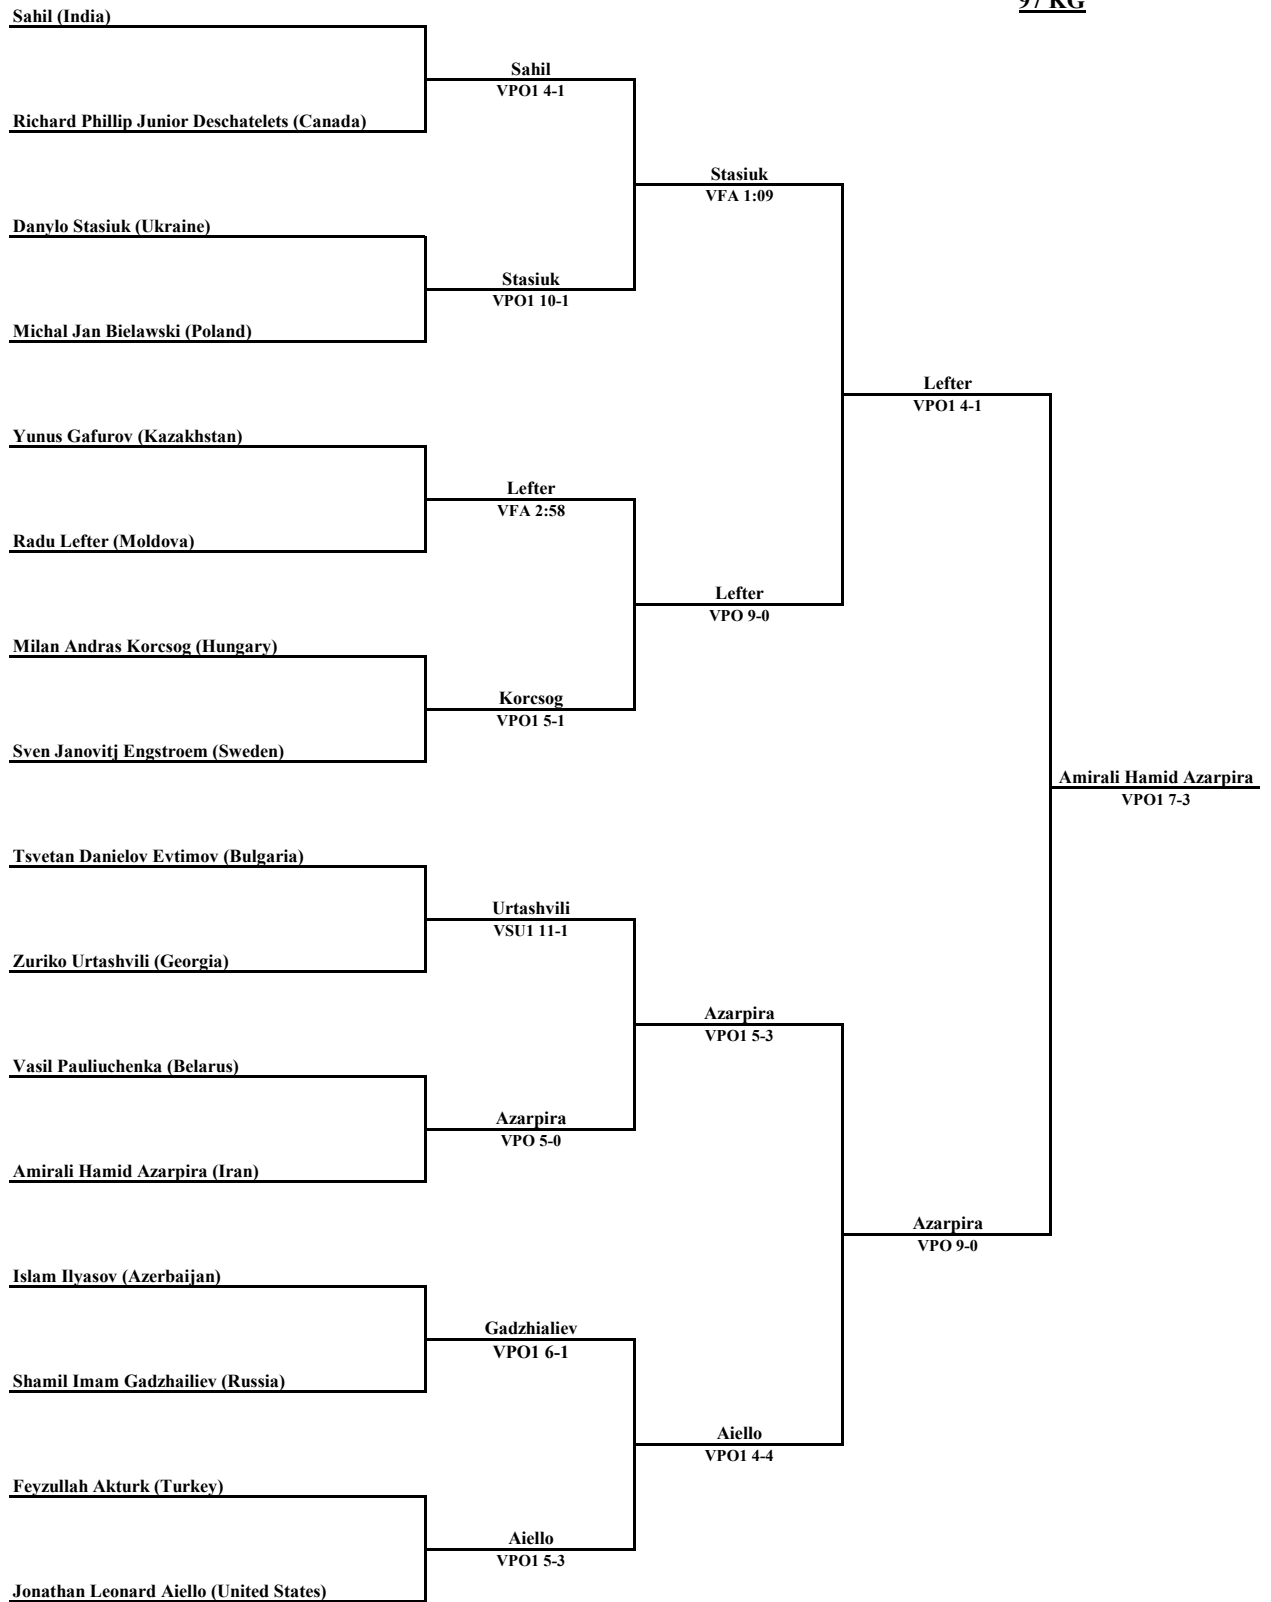 97 KG
Sahil (India)
Sahil
VPO1 4-1
Richard Phillip Junior Deschatelets (Canada)
Stasiuk
VFA 1:09
Danylo Stasiuk (Ukraine)
Stasiuk
VPO1 10-1
Michal Jan Bielawski (Poland)
Lefter
VPO1 4-1
Yunus Gafurov (Kazakhstan)
Lefter
VFA 2:58
Radu Lefter (Moldova)
Lefter
VPO 9-0
Milan Andras Korcsog (Hungary)
Korcsog
VPO1 5-1
Sven Janovitj Engstroem (Sweden)
Amirali Hamid Azarpira
VPO1 7-3
Tsvetan Danielov Evtimov (Bulgaria)
Urtashvili
VSU1 11-1
Zuriko Urtashvili (Georgia)
Azarpira
VPO1 5-3
Vasil Pauliuchenka (Belarus)
Azarpira
VPO 5-0
Amirali Hamid Azarpira (Iran)
Azarpira
VPO 9-0
Islam Ilyasov (Azerbaijan)
Gadzhialiev
VPO1 6-1
Shamil Imam Gadzhailiev (Russia)
Aiello
VPO1 4-4
Feyzullah Akturk (Turkey)
Aiello
VPO1 5-3
Jonathan Leonard Aiello (United States)